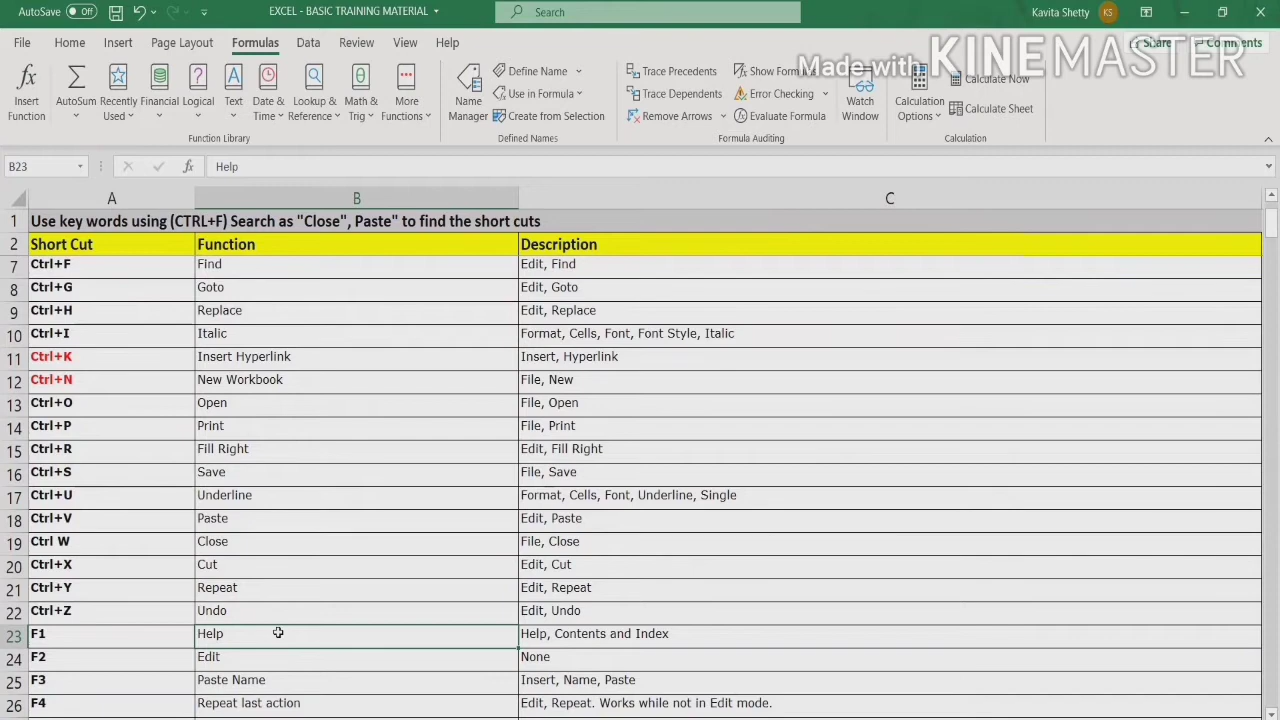 AutoSave Off EXCEL - BASIC TRAINING MATERIAL Search Kavita Shetty KS
File Home Insert Page Layout Formulas Data Review View Help Share Comments
Made with KINEMASTER
Insert Function
AutoSum
Recently Used
Financial
Logical
Text
Date & Time
Lookup & Reference
Math & Trig
More Functions
Function Library
Name Manager
Define Name
Use in Formula
Create from Selection
Defined Names
Trace Precedents
Trace Dependents
Remove Arrows
Show Formulas
Error Checking
Evaluate Formula
Formula Auditing
Watch Window
Calculation Options
Calculate Now
Calculate Sheet
Calculation
B23 fx Help
A B C
1 Use key words using (CTRL+F) Search as "Close", Paste" to find the short cuts
2 Short Cut Function Description
7 Ctrl+F Find Edit, Find
8 Ctrl+G Goto Edit, Goto
9 Ctrl+H Replace Edit, Replace
10 Ctrl+I Italic Format, Cells, Font, Font Style, Italic
11 Ctrl+K Insert Hyperlink Insert, Hyperlink
12 Ctrl+N New Workbook File, New
13 Ctrl+O Open File, Open
14 Ctrl+P Print File, Print
15 Ctrl+R Fill Right Edit, Fill Right
16 Ctrl+S Save File, Save
17 Ctrl+U Underline Format, Cells, Font, Underline, Single
18 Ctrl+V Paste Edit, Paste
19 Ctrl W Close File, Close
20 Ctrl+X Cut Edit, Cut
21 Ctrl+Y Repeat Edit, Repeat
22 Ctrl+Z Undo Edit, Undo
23 F1 Help Help, Contents and Index
24 F2 Edit None
25 F3 Paste Name Insert, Name, Paste
26 F4 Repeat last action Edit, Repeat. Works while not in Edit mode.